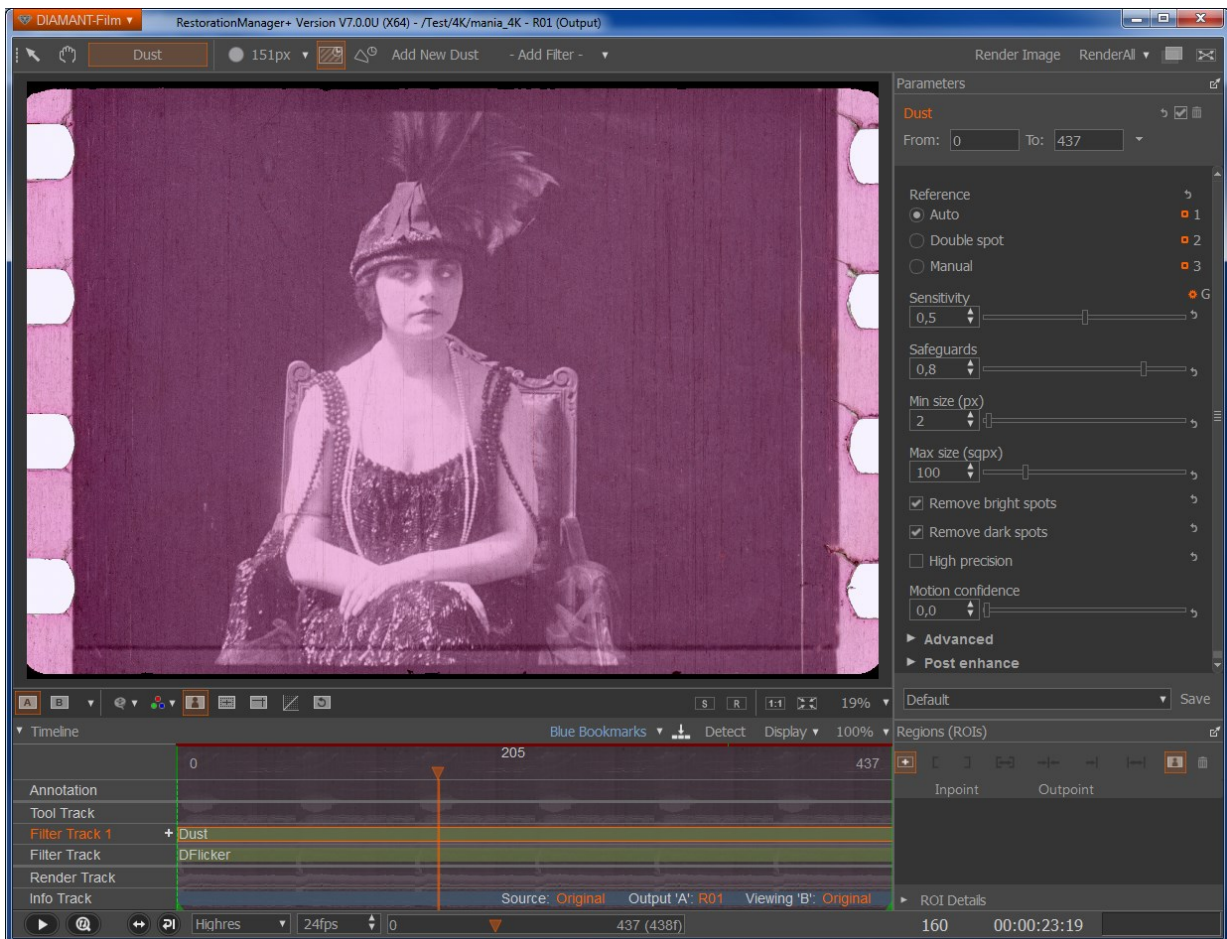 DIAMANT-Film
RestorationManager+ Version V7.0.0U (X64) - /Test/4K/mania_4K - R01 (Output)
Dust
151px
Add New Dust
- Add Filter -
Render Image
RenderAll
Parameters
Dust
From: 0 To: 437
Reference
Auto 1
Double spot 2
Manual 3
Sensitivity G
0,5
Safeguards
0,8
Min size (px)
2
Max size (sqpx)
100
Remove bright spots
Remove dark spots
High precision
Motion confidence
0,0
Advanced
Post enhance
A B S R 1:1 19%
Default Save
Timeline Blue Bookmarks Detect Display 100%
Regions (ROIs)
0 205 437
Inpoint Outpoint
Annotation
Tool Track
Filter Track 1 + Dust
Filter Track DFlicker
Render Track
Info Track Source: Original Output 'A': R01 Viewing 'B': Original
ROI Details
Highres 24fps 0 437 (438f) 160 00:00:23:19